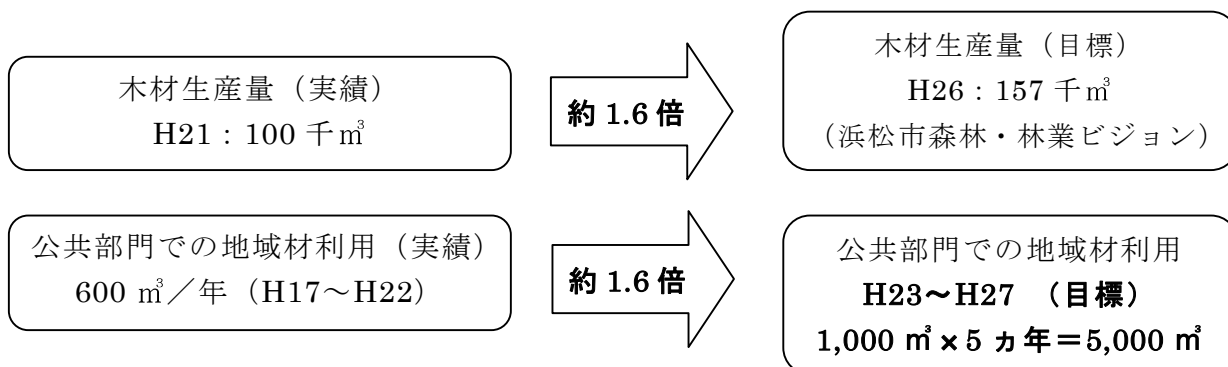 木材生産量（実績）
H21：100 千㎥
約 1.6 倍
木材生産量（目標）
H26：157 千㎥
（浜松市森林・林業ビジョン）
公共部門での地域材利用（実績）
600 ㎥／年（H17～H22）
約 1.6 倍
公共部門での地域材利用
H23～H27 （目標）
1,000 ㎥×5 ヵ年＝5,000 ㎥